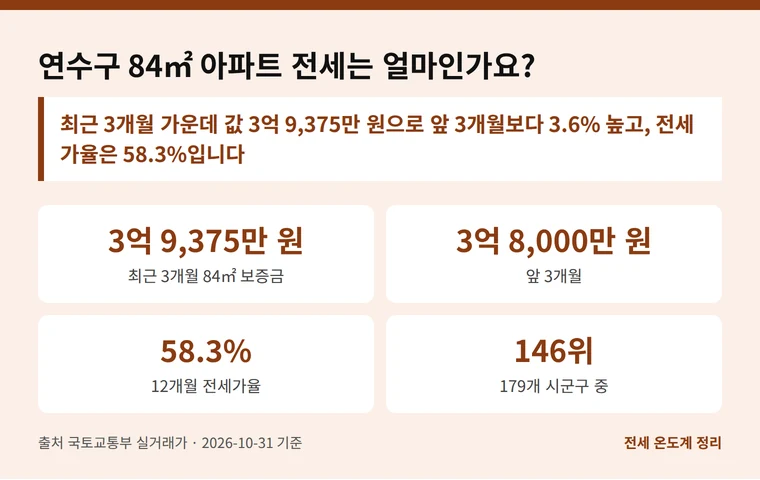 연수구 84㎡ 아파트 전세는 얼마인가요?
최근 3개월 가운데 값 3억 9,375만 원으로 앞 3개월보다 3.6% 높고, 전세
가율은 58.3%입니다
3억 9,375만 원
최근 3개월 84㎡ 보증금
3억 8,000만 원
앞 3개월
58.3%
12개월 전세가율
146위
179개 시군구 중
출처 국토교통부 실거래가 · 2026-10-31 기준
전세 온도계 정리